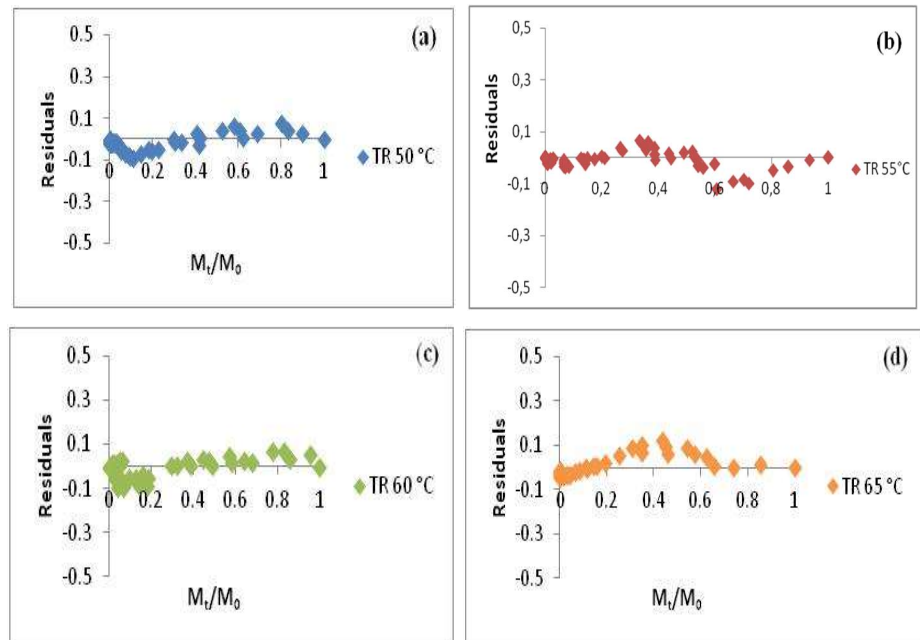 (a)
0.5
0.3
0.1
-0.1
-0.3
-0.5
Residuals
0 0.2 0.4 0.6 0.8 1
TR 50 °C
Mt/M0
(b)
0,5
0,3
0,1
-0,1
-0,3
-0,5
Residuals
0 0,2 0,4 0,6 0,8 1
TR 55°C
(c)
0.5
0.3
0.1
-0.1
-0.3
-0.5
Residuals
0 0.2 0.4 0.6 0.8 1
TR 60 °C
Mt/M0
(d)
0.5
0.3
0.1
-0.1
-0.3
-0.5
Residuals
0 0.2 0.4 0.6 0.8 1
TR 65 °C
Mt/M0